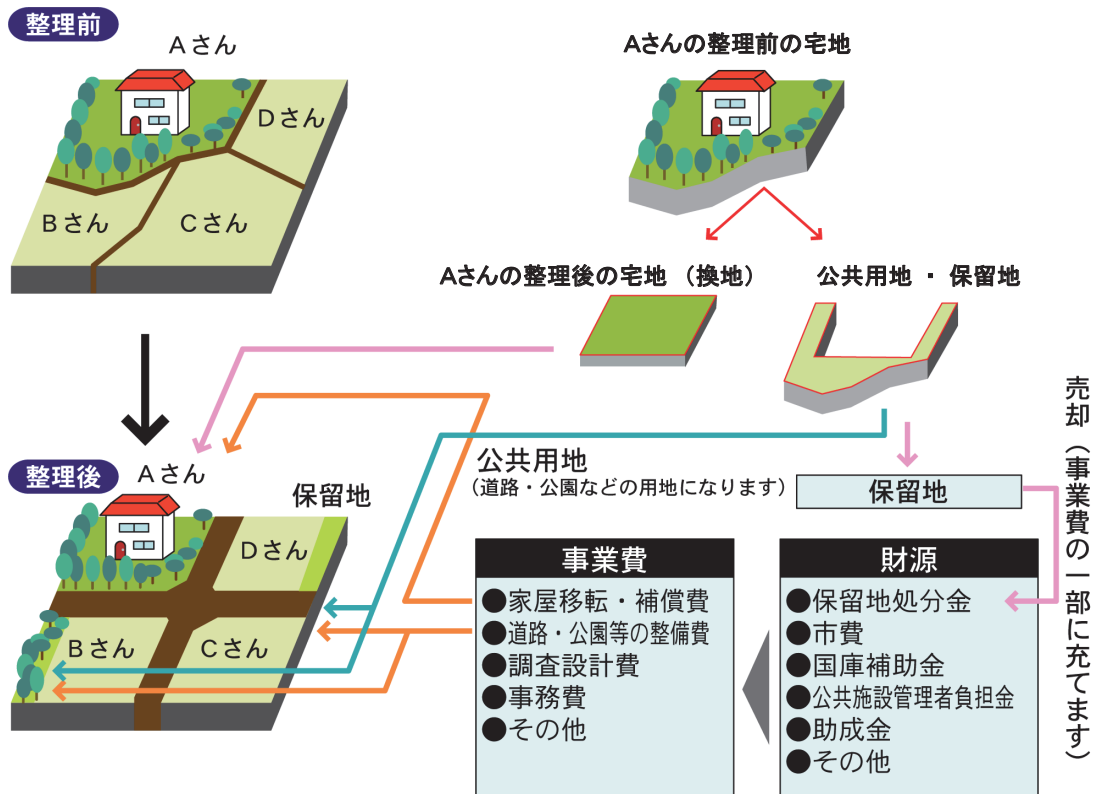 整理前
Aさん
Dさん
Bさん
Cさん
Aさんの整理前の宅地
Aさんの整理後の宅地 （換地）
公共用地 ・ 保留地
整理後
Aさん
保留地
Dさん
Bさん
Cさん
公共用地
（道路・公園などの用地になります）
保留地
売却（事業費の一部に充てます）
事業費
●家屋移転・補償費
●道路・公園等の整備費
●調査設計費
●事務費
●その他
財源
●保留地処分金
●市費
●国庫補助金
●公共施設管理者負担金
●助成金
●その他